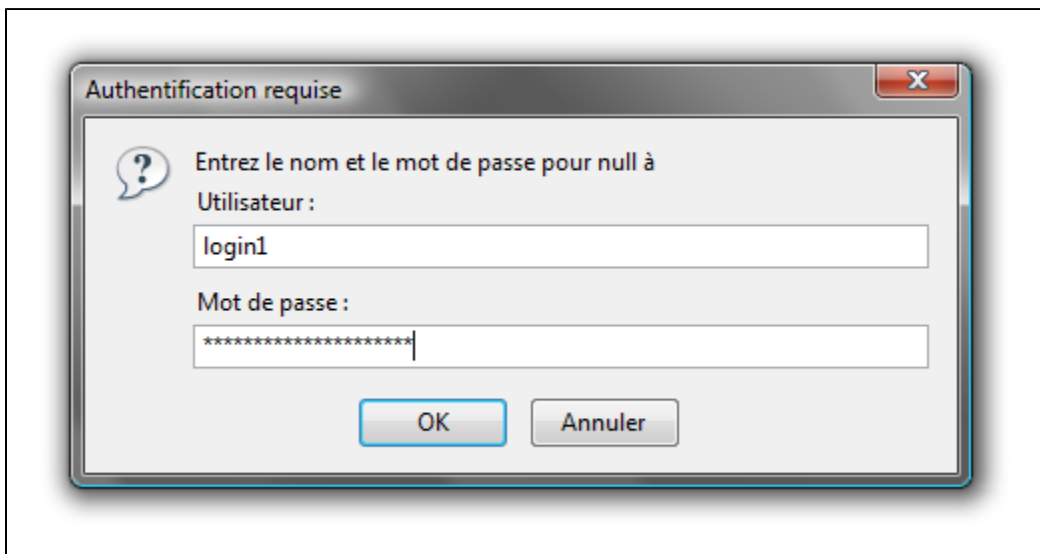 Authentification requise
Entrez le nom et le mot de passe pour null à
Utilisateur :
login1
Mot de passe :
*********************
OK
Annuler